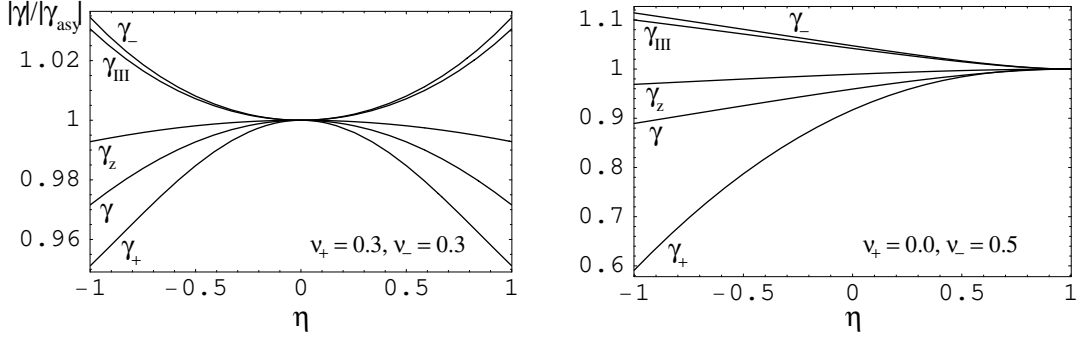 |γ|/|γasy|
γ−
γIII
1.02
1
γz
0.98
γ
0.96
γ+
ν+ = 0.3, ν− = 0.3
−1 −0.5 0 0.5 1
η
1.1
γ−
γIII
1
γz
0.9
γ
0.8
0.7
γ+
ν+ = 0.0, ν− = 0.5
0.6
−1 −0.5 0 0.5 1
η